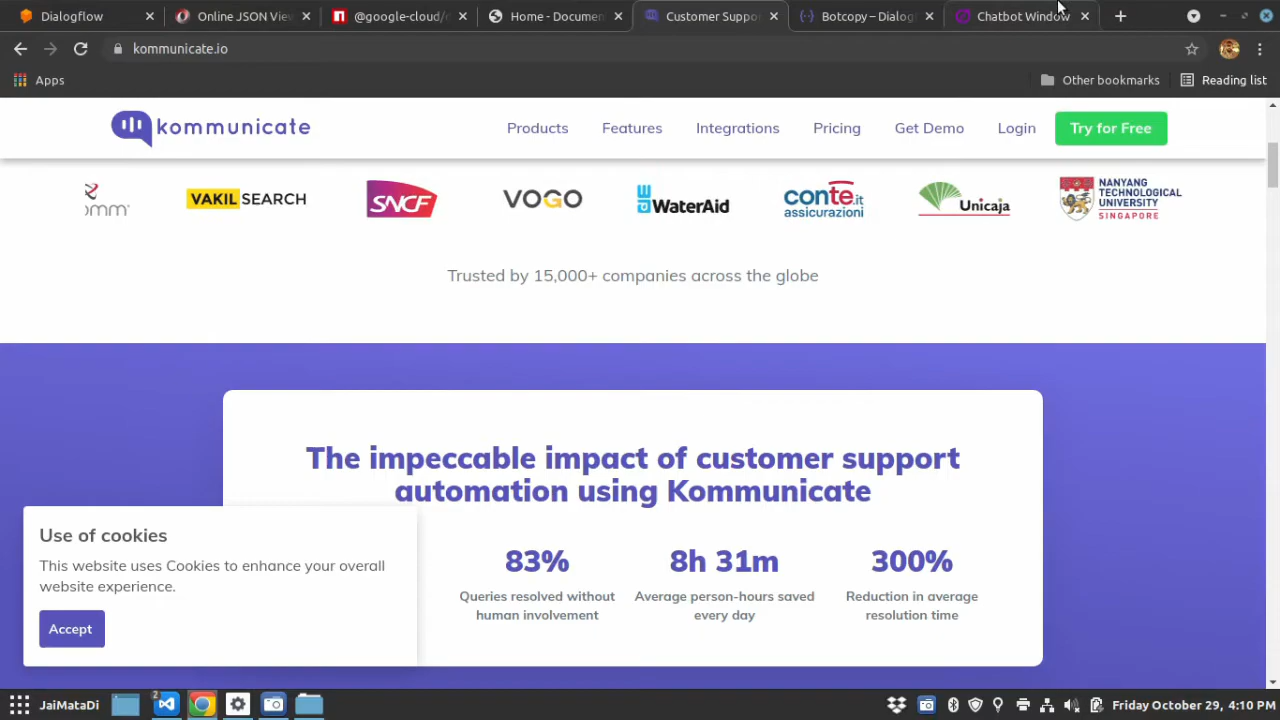 Dialogflow
Online JSON View
@google-cloud/c
Home - Documen
Customer Suppo
Botcopy – Dialog
Chatbot Window
kommunicate.io
Apps
Other bookmarks
Reading list
kommunicate
Products
Features
Integrations
Pricing
Get Demo
Login
Try for Free
omm
VAKILSEARCH
SNCF
VOGO
WaterAid
conte.it
assicurazioni
Unicaja
NANYANG
TECHNOLOGICAL
UNIVERSITY
SINGAPORE
Trusted by 15,000+ companies across the globe
The impeccable impact of customer support
automation using Kommunicate
Use of cookies
This website uses Cookies to enhance your overall
website experience.
Accept
83%
Queries resolved without
human involvement
8h 31m
Average person-hours saved
every day
300%
Reduction in average
resolution time
2
JaiMataDi
Friday October 29, 4:10 PM